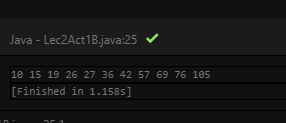 Java - Lec2Act1B.java:25
10 15 19 26 27 36 42 57 69 76 105
[Finished in 1.158s]